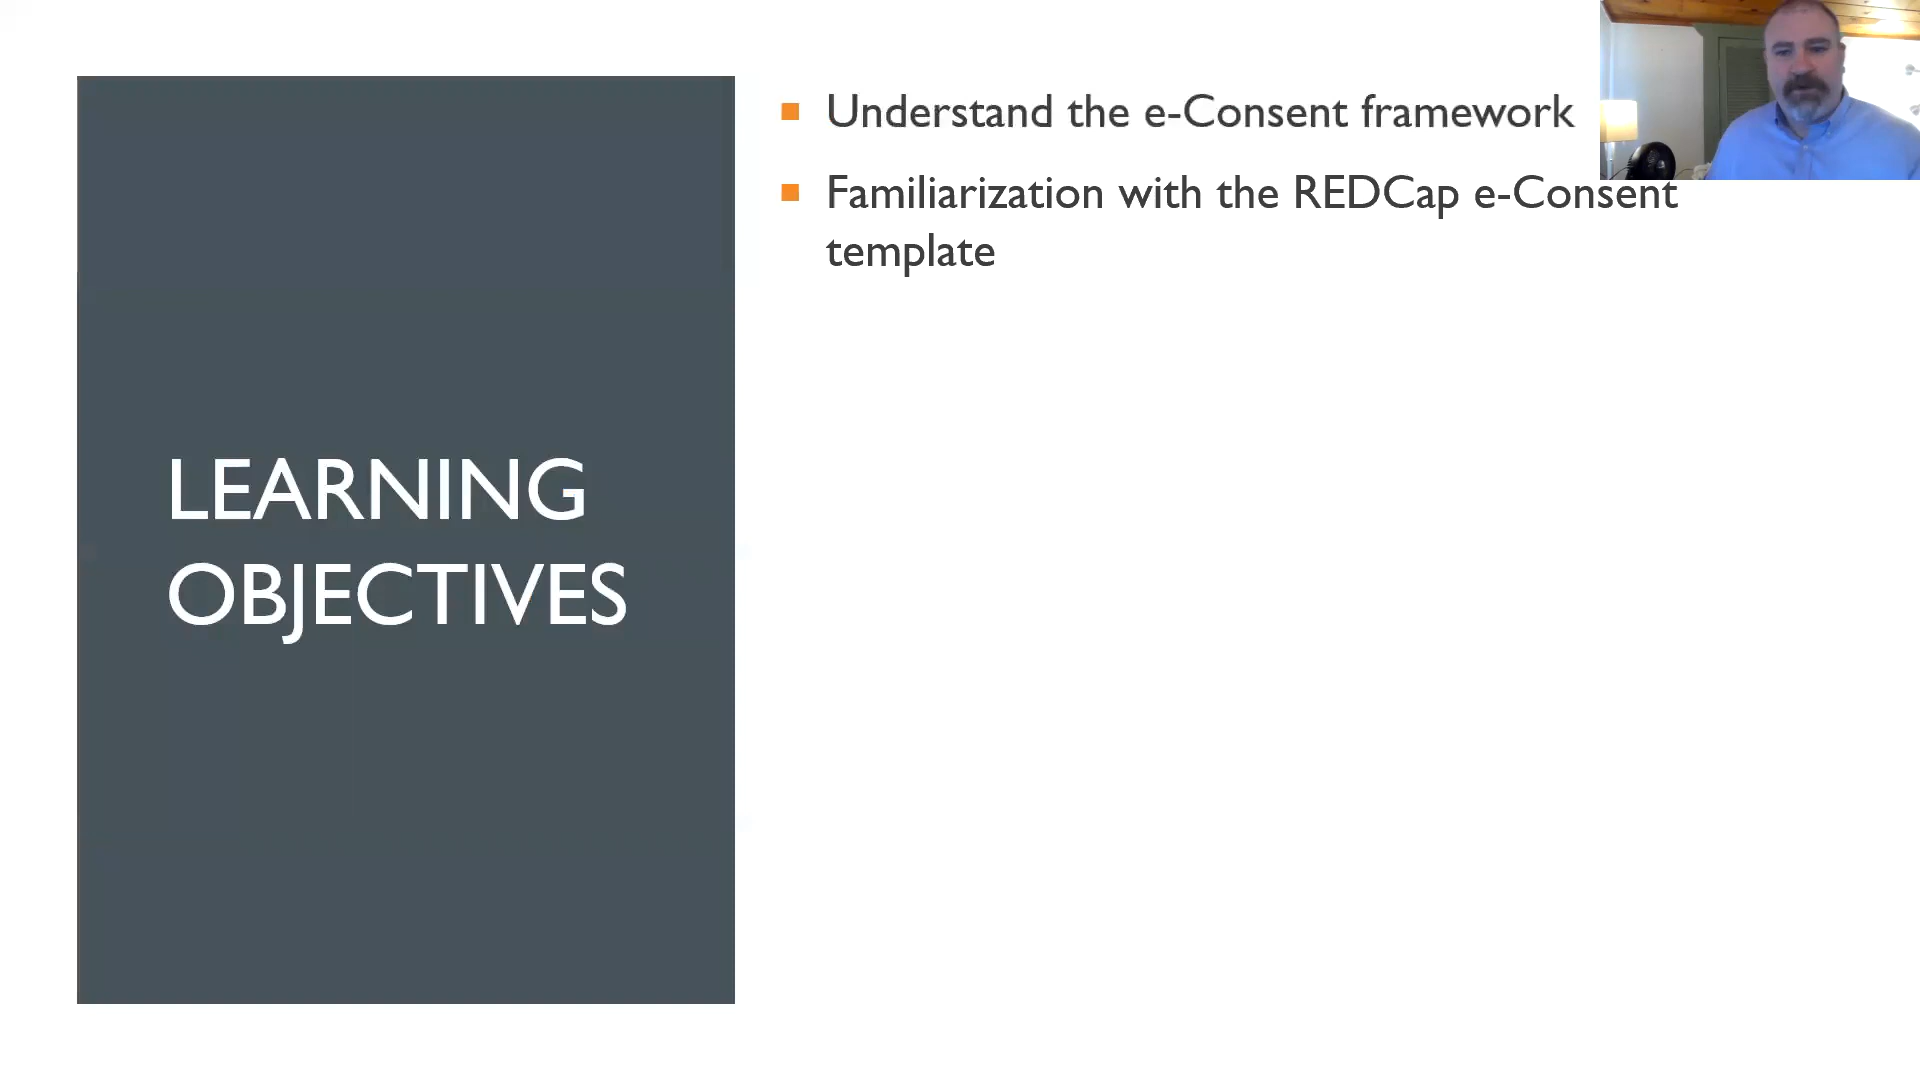 LEARNING
OBJECTIVES
Understand the e-Consent framework
Familiarization with the REDCap e-Consent
template